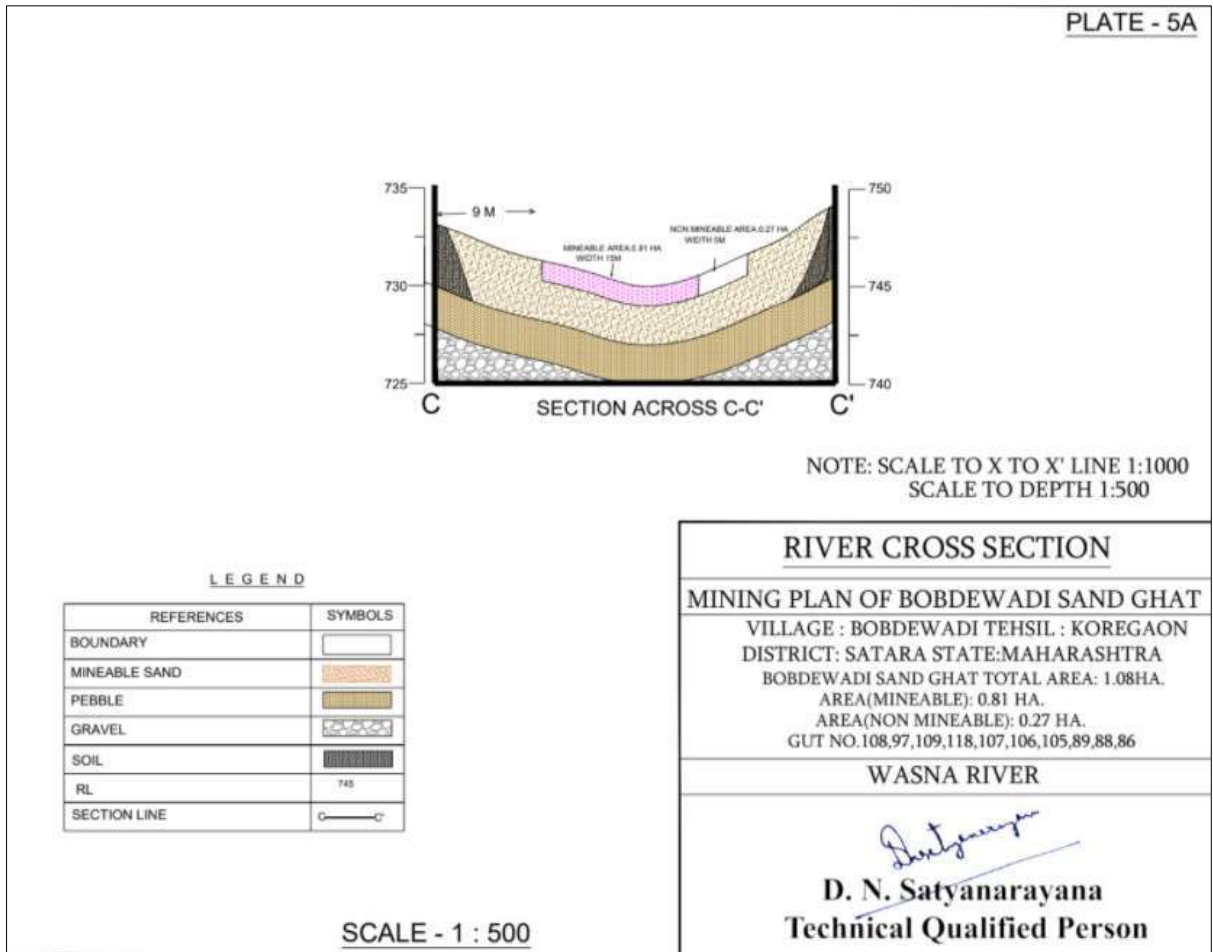 PLATE - 5A
735
750
9 M
NON MINEABLE AREA:0.27 HA
WIDTH 5M
MINEABLE AREA:0.81 HA
WIDTH 15M
730
745
725
740
C
SECTION ACROSS C-C'
C'
NOTE: SCALE TO X TO X' LINE 1:1000
SCALE TO DEPTH 1:500
LEGEND
REFERENCES SYMBOLS
BOUNDARY
MINEABLE SAND
PEBBLE
GRAVEL
SOIL
RL 745
SECTION LINE C C'
SCALE - 1 : 500
RIVER CROSS SECTION
MINING PLAN OF BOBDEWADI SAND GHAT
VILLAGE : BOBDEWADI TEHSIL : KOREGAON
DISTRICT: SATARA STATE:MAHARASHTRA
BOBDEWADI SAND GHAT TOTAL AREA: 1.08HA.
AREA(MINEABLE): 0.81 HA.
AREA(NON MINEABLE): 0.27 HA.
GUT NO.108,97,109,118,107,106,105,89,88,86
WASNA RIVER
D. N. Satyanarayana
Technical Qualified Person